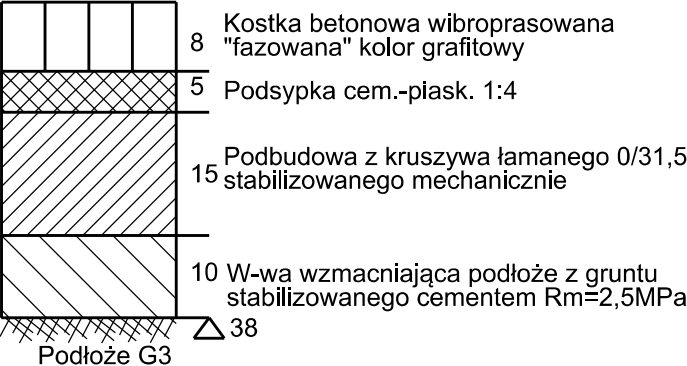 8 Kostka betonowa wibroprasowana
"fazowana" kolor grafitowy
5 Podsypka cem.-piask. 1:4
Podbudowa z kruszywa łamanego 0/31,5
15 stabilizowanego mechanicznie
10 W-wa wzmacniająca podłoże z gruntu
stabilizowanego cementem Rm=2,5MPa
38
Podłoże G3